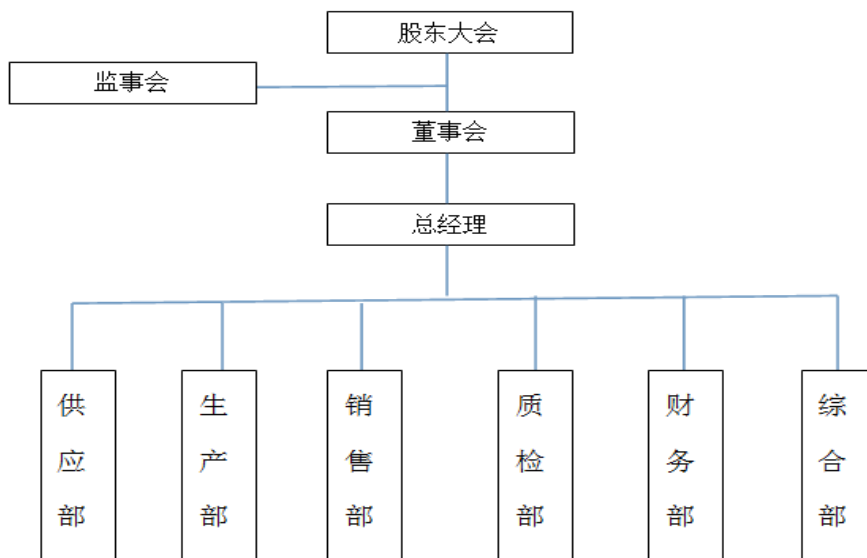 股东大会
监事会
董事会
总经理
供应部
生产部
销售部
质检部
财务部
综合部